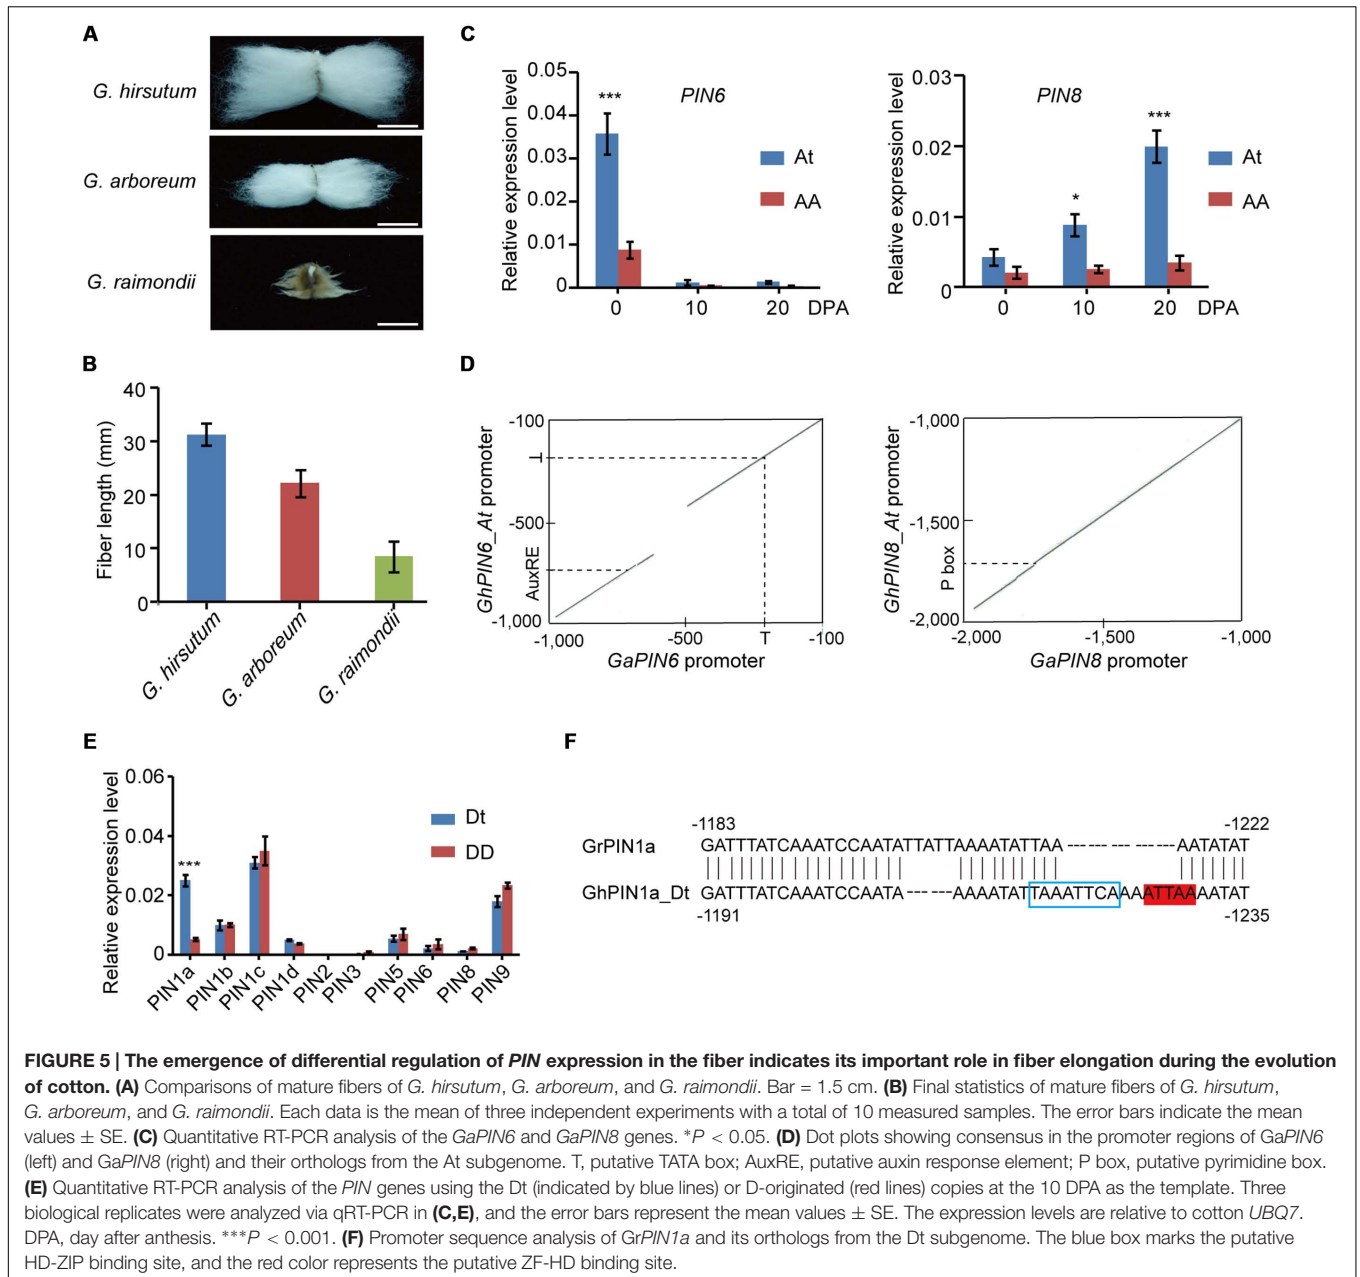 A
G. hirsutum
G. arboreum
G. raimondii
B
Fiber length (mm)
40
30
20
10
0
G. hirsutum
G. arboreum
G. raimondii
C
Relative expression level
0.05
0.04
0.03
0.02
0.01
0
***
PIN6
At
AA
0 10 20 DPA
Relative expression level
0.03
0.02
0.01
0
PIN8
*
***
At
AA
0 10 20 DPA
D
GhPIN6_At promoter
-100
T
-500
AuxRE
-1,000
-1,000 -500 T -100
GaPIN6 promoter
GhPIN8_At promoter
-1,000
-1,500
P box
-2,000
-2,000 -1,500 -1,000
GaPIN8 promoter
E
Relative expression level
0.06
0.04
0.02
0
***
Dt
DD
PIN1a PIN1b PIN1c PIN1d PIN2 PIN3 PIN5 PIN6 PIN8 PIN9
F
-1183 -1222
GrPIN1a GATTTATCAAATCCAATATTATTAAAATATTAA --- --- --- --- ---AATATAT
GhPIN1a_Dt GATTTATCAAATCCAATA --- --- AAAATATTAAATTCAAAATTAAAATAT
-1191 -1235
FIGURE 5 | The emergence of differential regulation of PIN expression in the fiber indicates its important role in fiber elongation during the evolution
of cotton. (A) Comparisons of mature fibers of G. hirsutum, G. arboreum, and G. raimondii. Bar = 1.5 cm. (B) Final statistics of mature fibers of G. hirsutum,
G. arboreum, and G. raimondii. Each data is the mean of three independent experiments with a total of 10 measured samples. The error bars indicate the mean
values ± SE. (C) Quantitative RT-PCR analysis of the GaPIN6 and GaPIN8 genes. *P < 0.05. (D) Dot plots showing consensus in the promoter regions of GaPIN6
(left) and GaPIN8 (right) and their orthologs from the At subgenome. T, putative TATA box; AuxRE, putative auxin response element; P box, putative pyrimidine box.
(E) Quantitative RT-PCR analysis of the PIN genes using the Dt (indicated by blue lines) or D-originated (red lines) copies at the 10 DPA as the template. Three
biological replicates were analyzed via qRT-PCR in (C,E), and the error bars represent the mean values ± SE. The expression levels are relative to cotton UBQ7.
DPA, day after anthesis. ***P < 0.001. (F) Promoter sequence analysis of GrPIN1a and its orthologs from the Dt subgenome. The blue box marks the putative
HD-ZIP binding site, and the red color represents the putative ZF-HD binding site.